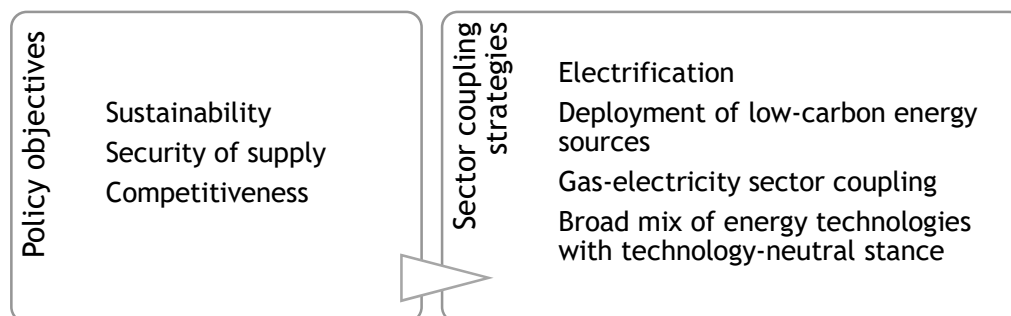 Policy objectives
Sustainability
Security of supply
Competitiveness
Sector coupling
strategies
Electrification
Deployment of low-carbon energy
sources
Gas-electricity sector coupling
Broad mix of energy technologies
with technology-neutral stance